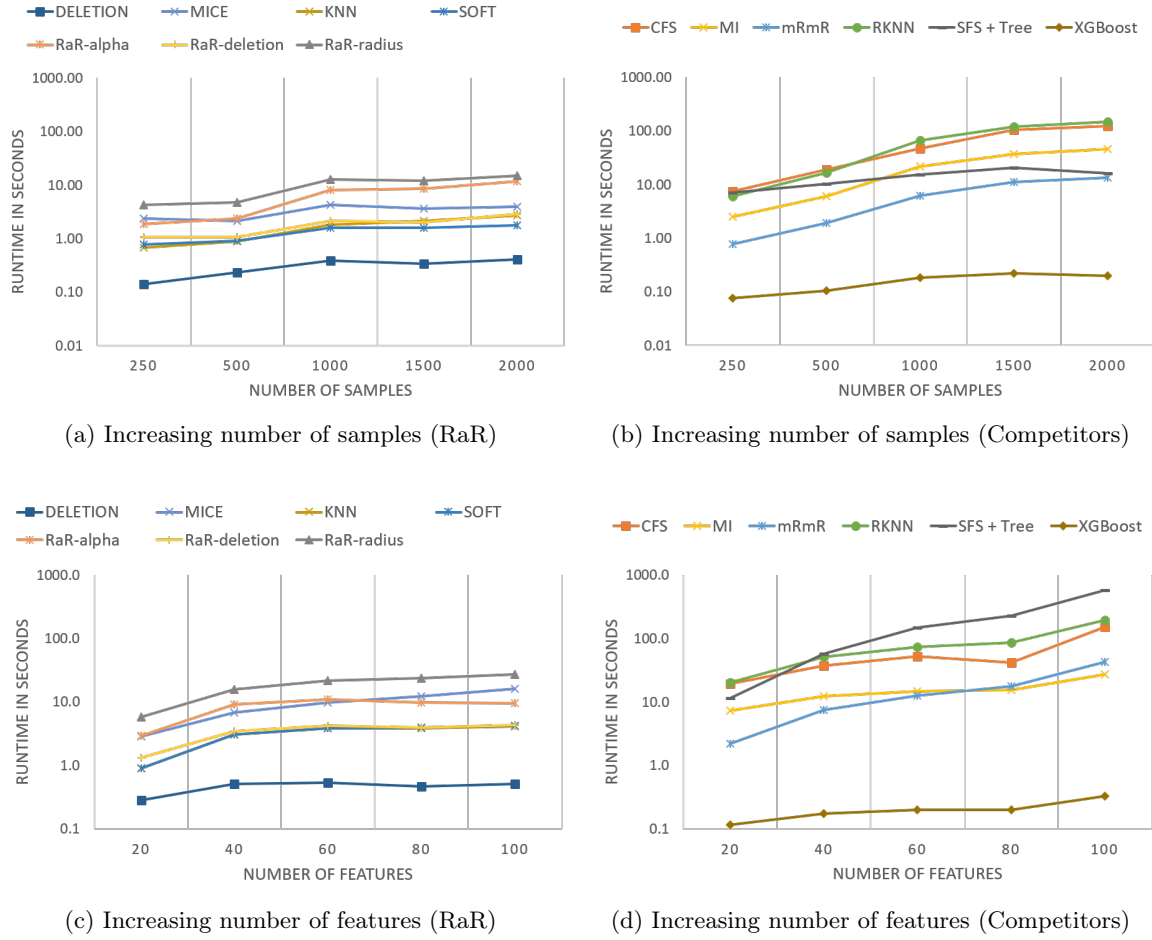 DELETION MICE KNN SOFT
RaR-alpha RaR-deletion RaR-radius
1000.00
100.00
10.00
1.00
0.10
0.01
RUNTIME IN SECONDS
250 500 1000 1500 2000
NUMBER OF SAMPLES
(a) Increasing number of samples (RaR)
CFS MI mRmR RKNN SFS + Tree XGBoost
1000.00
100.00
10.00
1.00
0.10
0.01
RUNTIME IN SECONDS
250 500 1000 1500 2000
NUMBER OF SAMPLES
(b) Increasing number of samples (Competitors)
DELETION MICE KNN SOFT
RaR-alpha RaR-deletion RaR-radius
1000.0
100.0
10.0
1.0
0.1
RUNTIME IN SECONDS
20 40 60 80 100
NUMBER OF FEATURES
(c) Increasing number of features (RaR)
CFS MI mRmR RKNN SFS + Tree XGBoost
1000.0
100.0
10.0
1.0
0.1
RUNTIME IN SECONDS
20 40 60 80 100
NUMBER OF FEATURES
(d) Increasing number of features (Competitors)